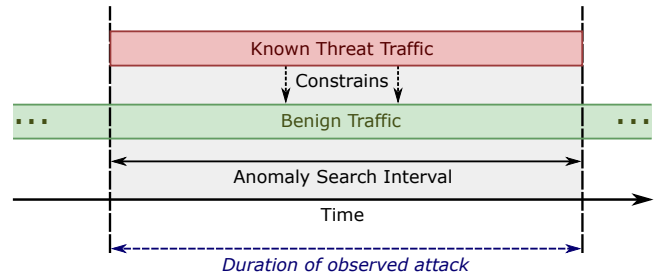 Known Threat Traffic
Constrains
... Benign Traffic ...
Anomaly Search Interval
Time
Duration of observed attack